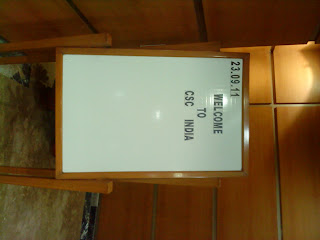 23.09.11
WELCOME
TO
CSC INDIA